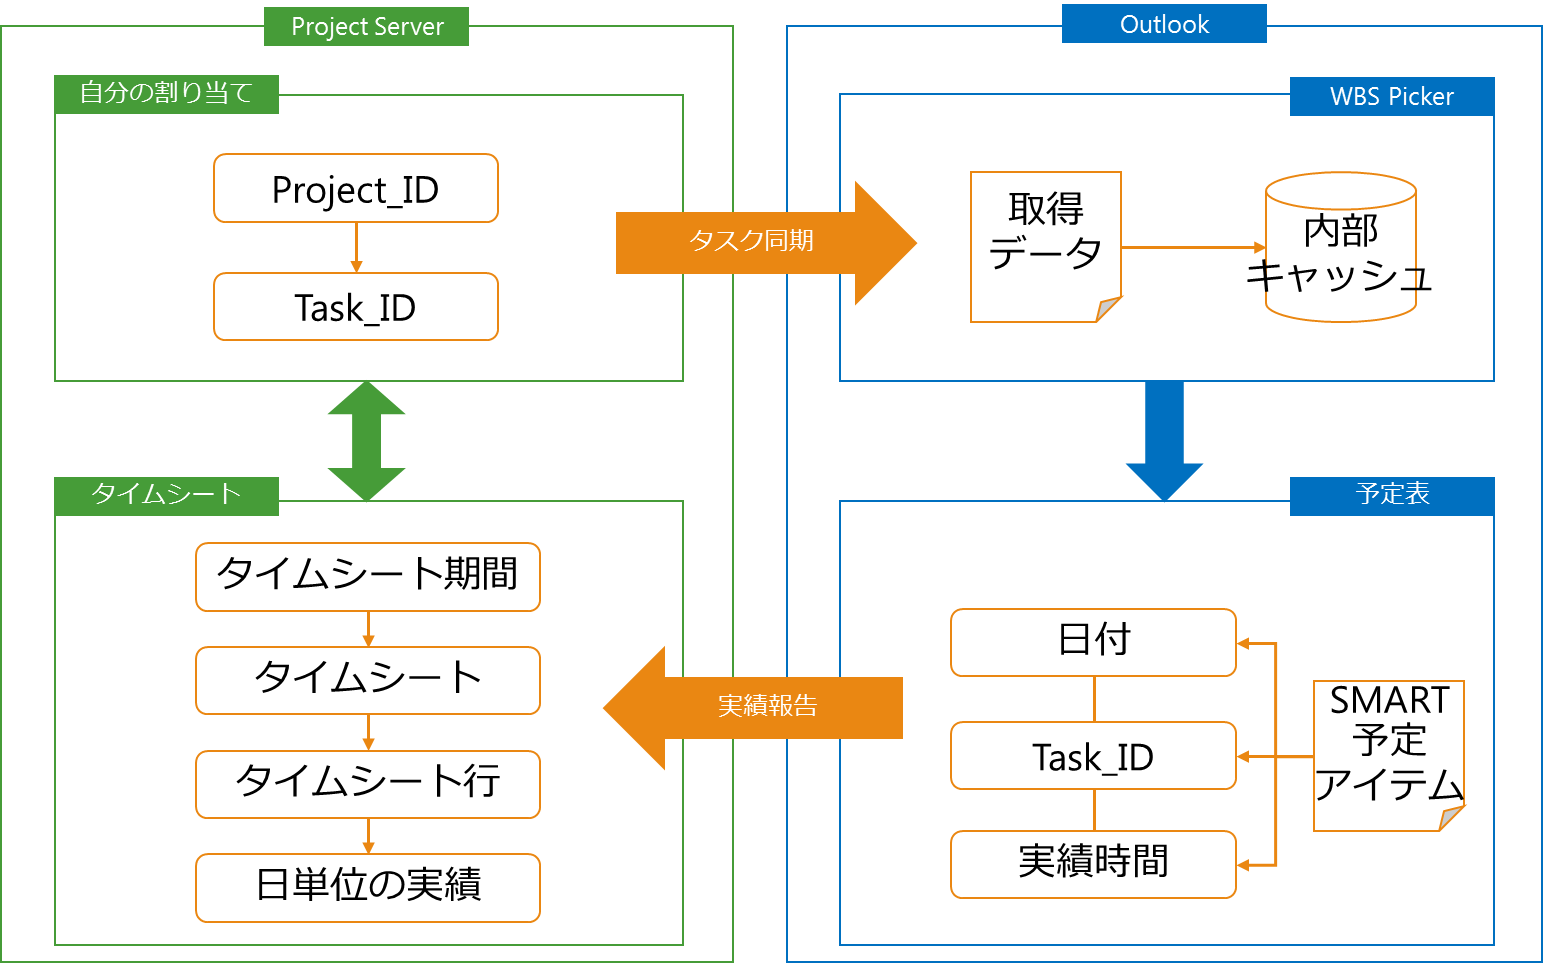 Project Server
自分の割り当て
Project_ID
Task_ID
タスク同期
Outlook
WBS Picker
取得
データ
内部
キャッシュ
タイムシート
タイムシート期間
タイムシート
タイムシート行
日単位の実績
実績報告
予定表
日付
Task_ID
実績時間
SMART
予定
アイテム